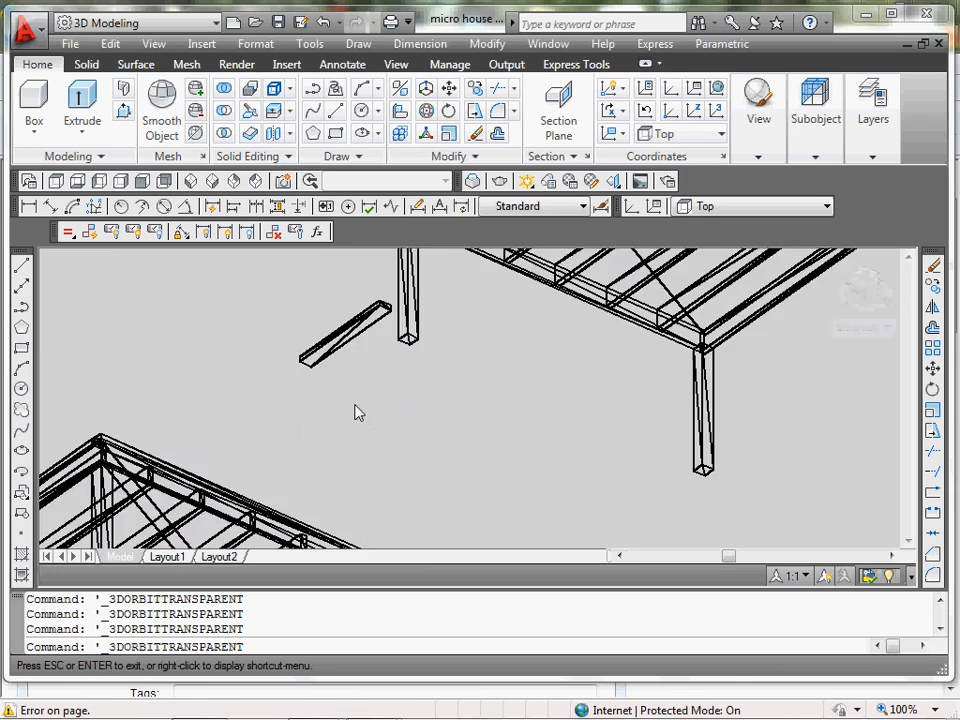 3D Modeling
micro house ...
Type a keyword or phrase
File Edit View Insert Format Tools Draw Dimension Modify Window Help Express Parametric
Home Solid Surface Mesh Render Insert Annotate View Manage Output Express Tools
Box
Extrude
Smooth
Object
Section
Plane
Top
View
Subobject
Layers
Modeling
Mesh
Solid Editing
Draw
Modify
Section
Coordinates
Standard
Top
Model
Layout1
Layout2
1:1
Command: '_3DORBITTRANSPARENT
Command: '_3DORBITTRANSPARENT
Command: '_3DORBITTRANSPARENT
Command: '_3DORBITTRANSPARENT
Press ESC or ENTER to exit, or right-click to display shortcut-menu.
Tags:
Error on page.
Internet | Protected Mode: On
100%